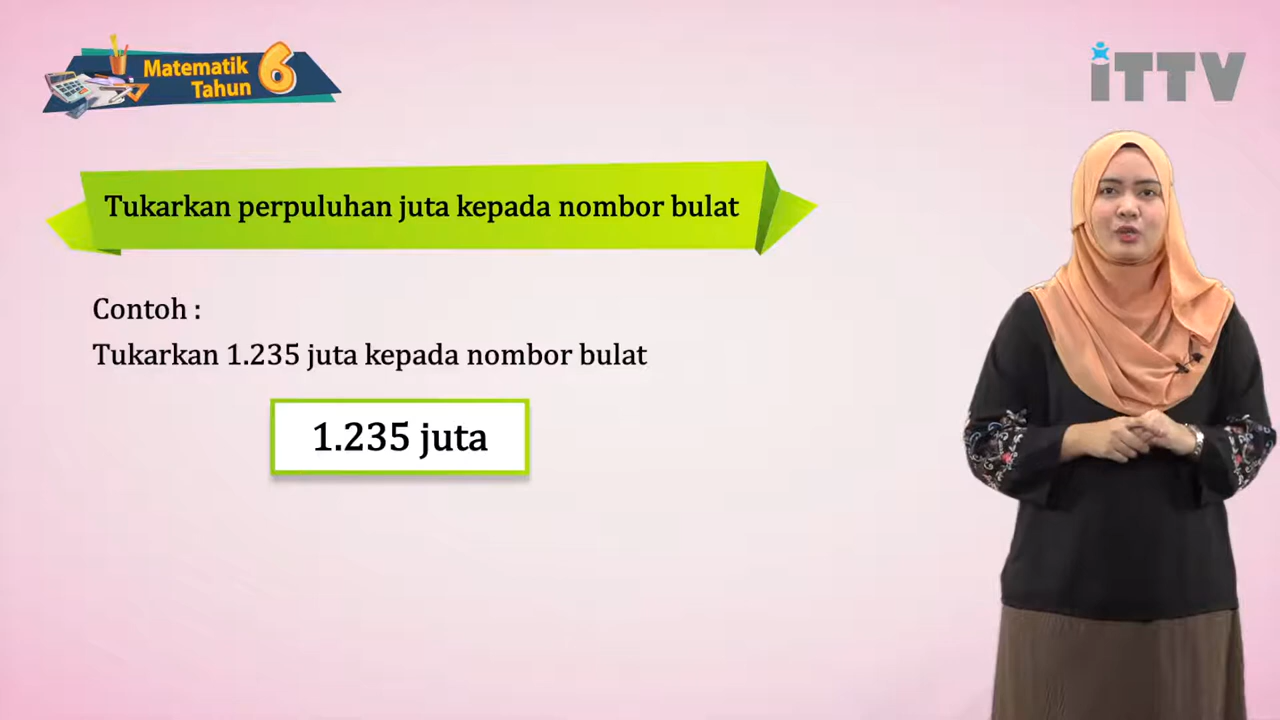 Matematik
Tahun 6
iTTV
Tukarkan perpuluhan juta kepada nombor bulat
Contoh :
Tukarkan 1.235 juta kepada nombor bulat
1.235 juta